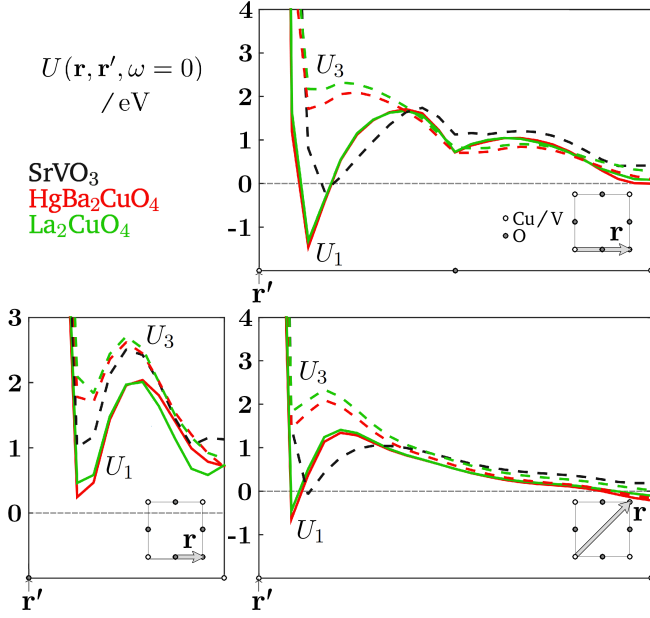 U(r, r′, ω = 0)
/ eV
SrVO₃
HgBa₂CuO₄
La₂CuO₄
4
3
2
1
0
-1
U₃
U₁
Cu/V
O
r
r′
3
2
1
0
U₃
U₁
r
r′
4
3
2
1
0
-1
U₃
U₁
r
r′